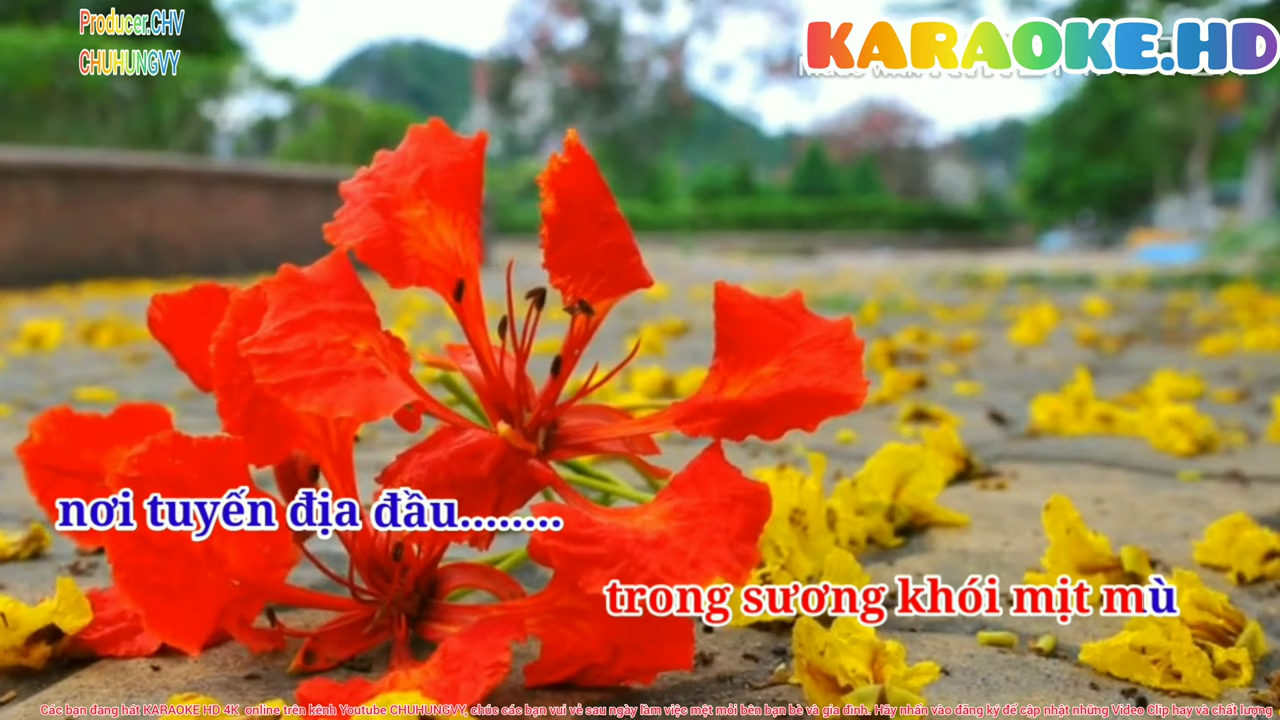 Producer.CHV
CHUHUNGVY
KARAOKE.HD
nơi tuyến địa đầu........
trong sương khói mịt mù
Các bạn đang hát KARAOKE HD 4K online trên kênh Youtube CHUHUNGVY, chúc các bạn vui vẻ sau ngày làm việc mệt mỏi bên bạn bè và gia đình. Hãy nhấn vào đăng ký để cập nhật những Video Clip hay và chất lượng